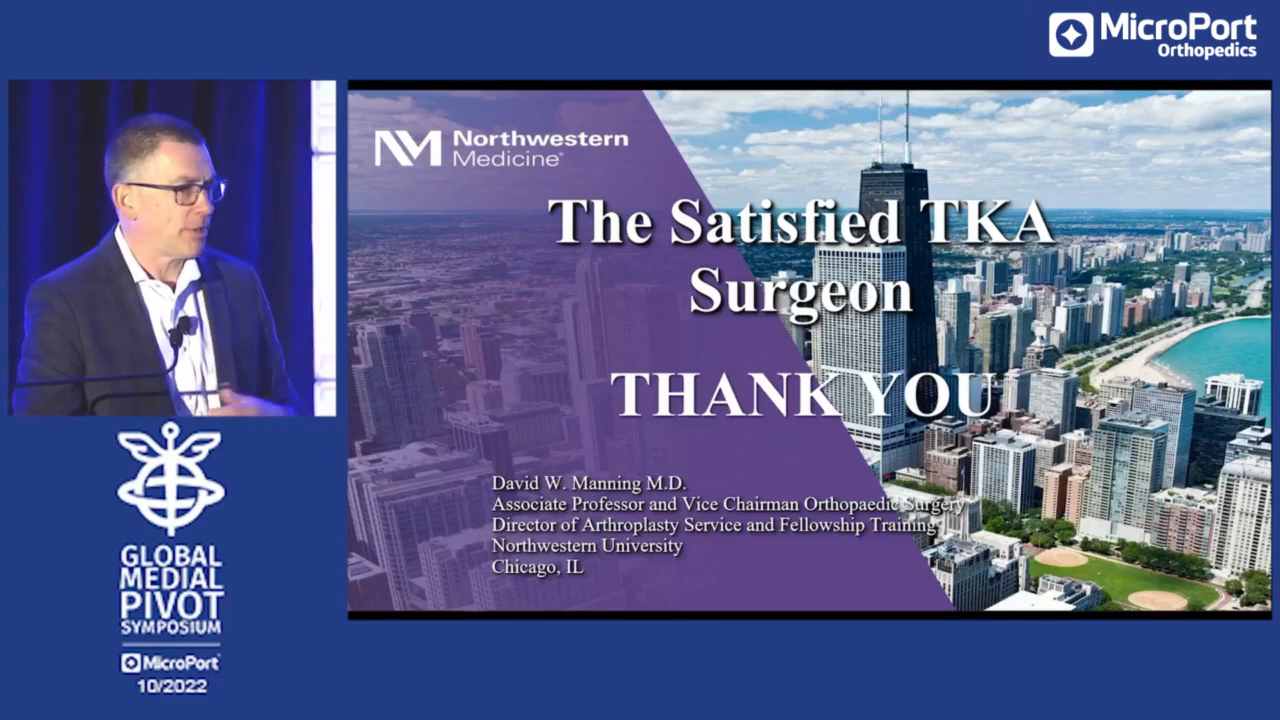 MicroPort
Orthopedics
Northwestern
Medicine®
The Satisfied TKA
Surgeon
THANK YOU
David W. Manning M.D.
Associate Professor and Vice Chairman Orthopaedic Surgery
Director of Arthroplasty Service and Fellowship Training
Northwestern University
Chicago, IL
GLOBAL
MEDIAL
PIVOT
SYMPOSIUM
MicroPort
10/2022